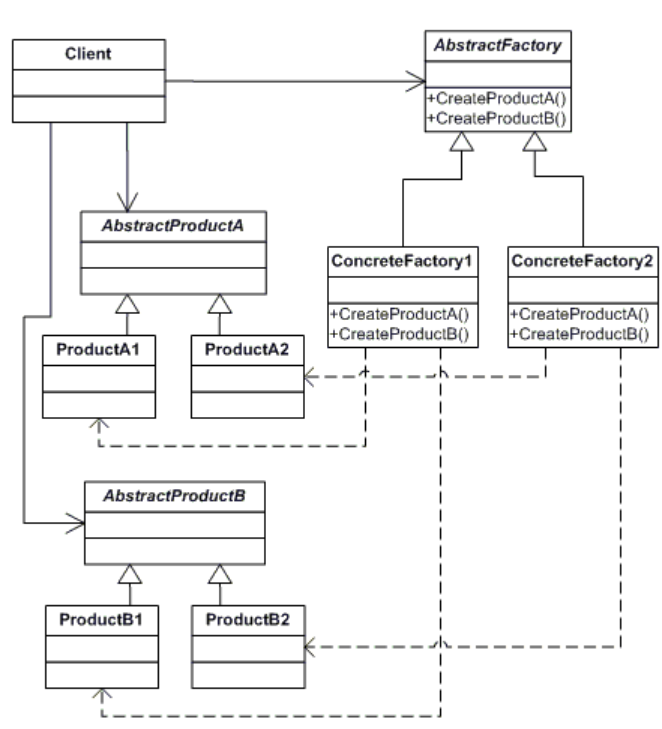 Client
AbstractFactory
+CreateProductA()
+CreateProductB()
AbstractProductA
ConcreteFactory1
+CreateProductA()
+CreateProductB()
ConcreteFactory2
+CreateProductA()
+CreateProductB()
ProductA1
ProductA2
AbstractProductB
ProductB1
ProductB2